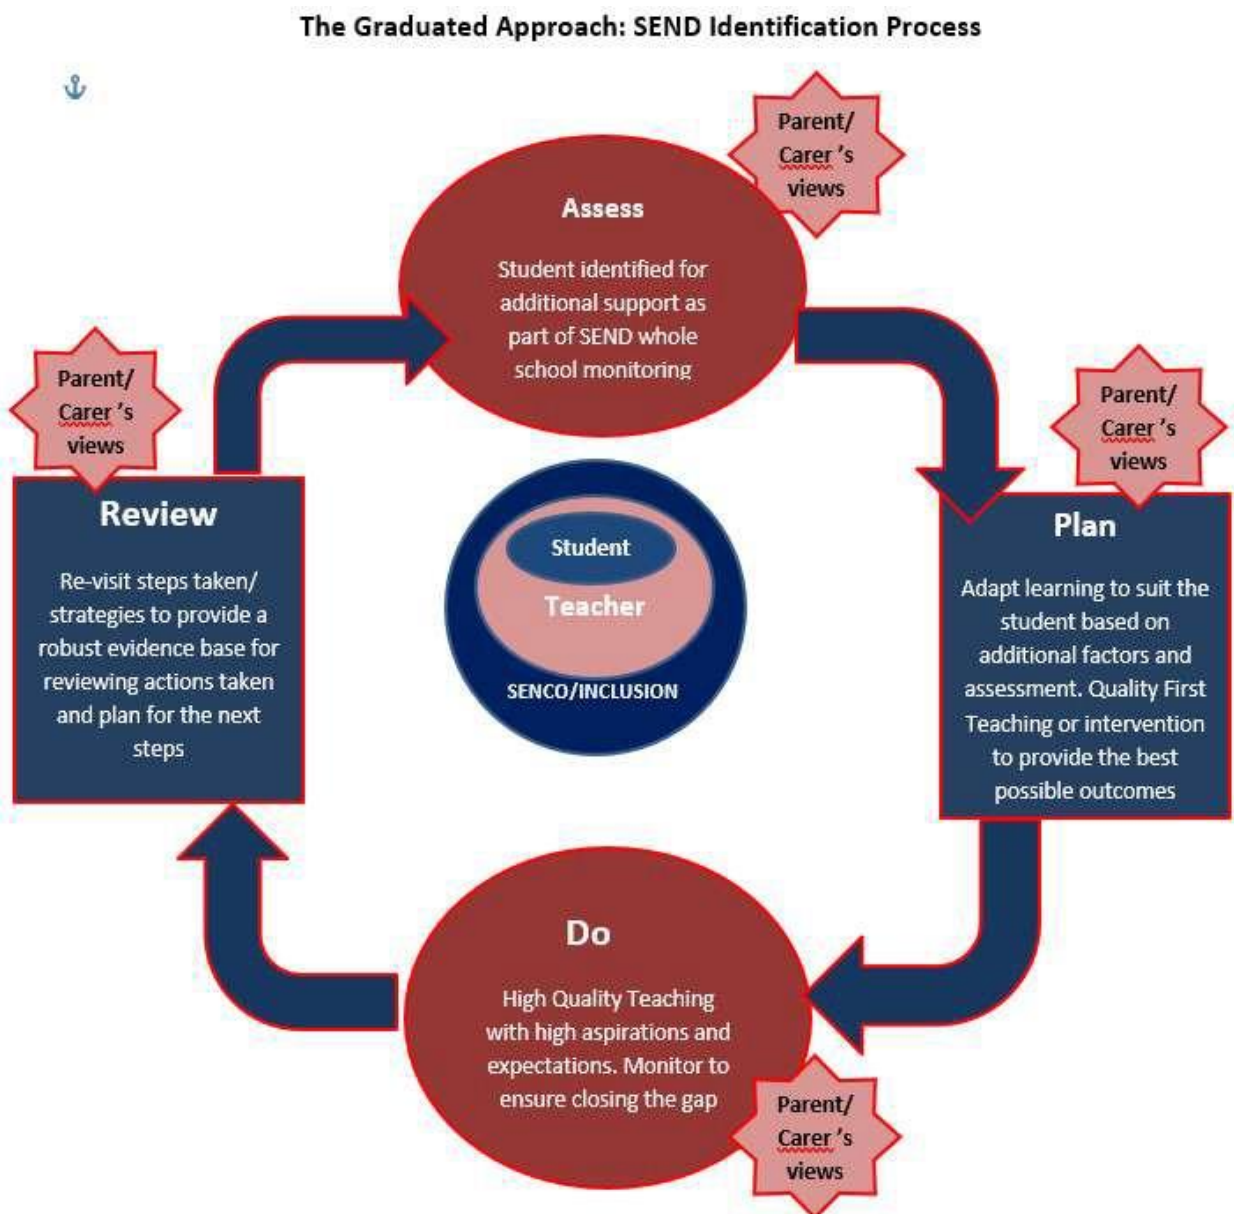 The Graduated Approach: SEND Identification Process
Parent/
Carer 's
views
Assess
Student identified for
additional support as
part of SEND whole
school monitoring
Parent/
Carer 's
views
Plan
Adapt learning to suit the
student based on
additional factors and
assessment. Quality First
Teaching or intervention
to provide the best
possible outcomes
Parent/
Carer 's
views
Do
High Quality Teaching
with high aspirations and
expectations. Monitor to
ensure closing the gap
Parent/
Carer 's
views
Review
Re-visit steps taken/
strategies to provide a
robust evidence base for
reviewing actions taken
and plan for the next
steps
Student
Teacher
SENCO/INCLUSION
Parent/
Carer 's
views